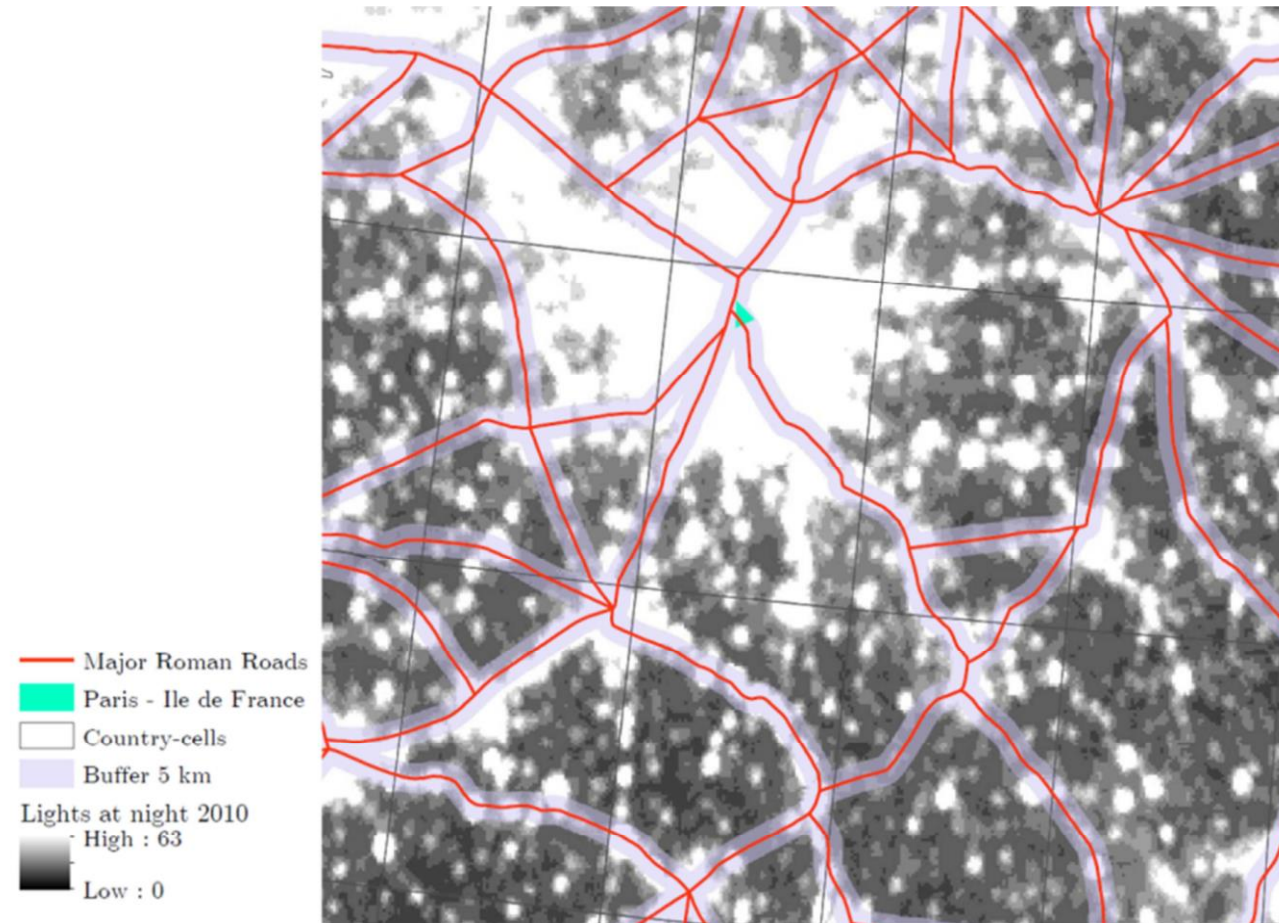 Major Roman Roads
Paris - Ile de France
Country-cells
Buffer 5 km
Lights at night 2010
High : 63
Low : 0